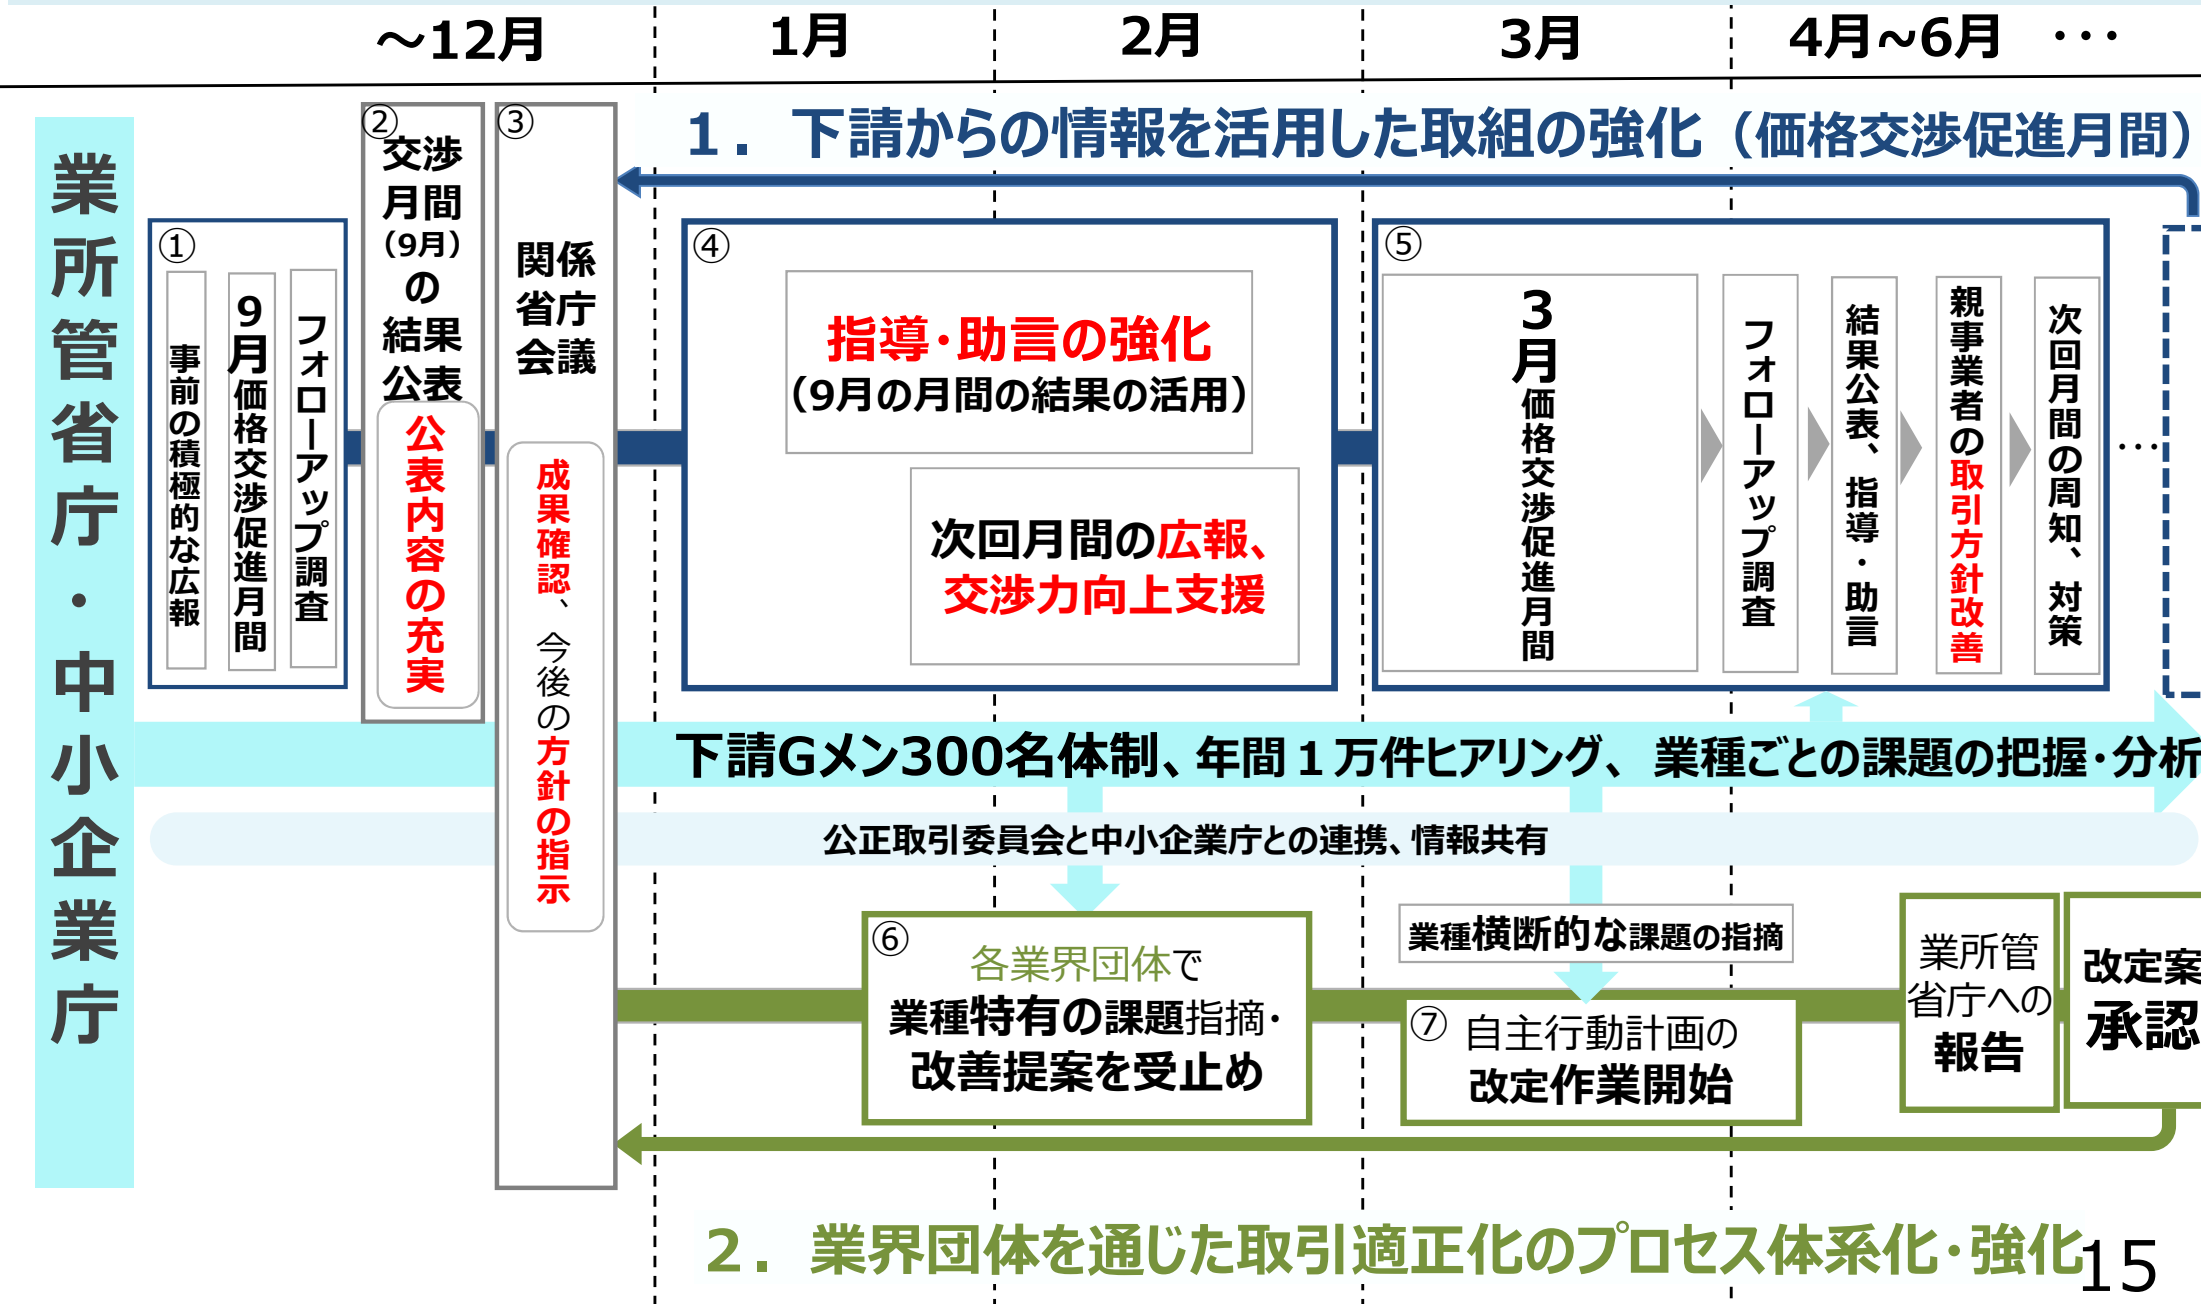 ～12月
1月
2月
3月
4月~6月 ･･･
業所管省庁・中小企業庁
１．下請からの情報を活用した取組の強化（価格交渉促進月間）
①
事前の積極的な広報
9月価格交渉促進月間
フォローアップ調査
②
交渉
月間
（9月）
の
結果
公表
公表内容の充実
③
関係
省庁
会議
成果確認、今後の方針の指示
④
指導･助言の強化
（9月の月間の結果の活用）
次回月間の広報、
交渉力向上支援
⑤
3月価格交渉促進月間
フォローアップ調査
結果公表、指導・助言
親事業者の取引方針改善
次回月間の周知、対策
…
下請Gメン300名体制、年間１万件ヒアリング、業種ごとの課題の把握･分析
公正取引委員会と中小企業庁との連携、情報共有
⑥
各業界団体で
業種特有の課題指摘･
改善提案を受止め
業種横断的な課題の指摘
⑦
自主行動計画の
改定作業開始
業所管
省庁への
報告
改定案
承認
２．業界団体を通じた取引適正化のプロセス体系化･強化
15